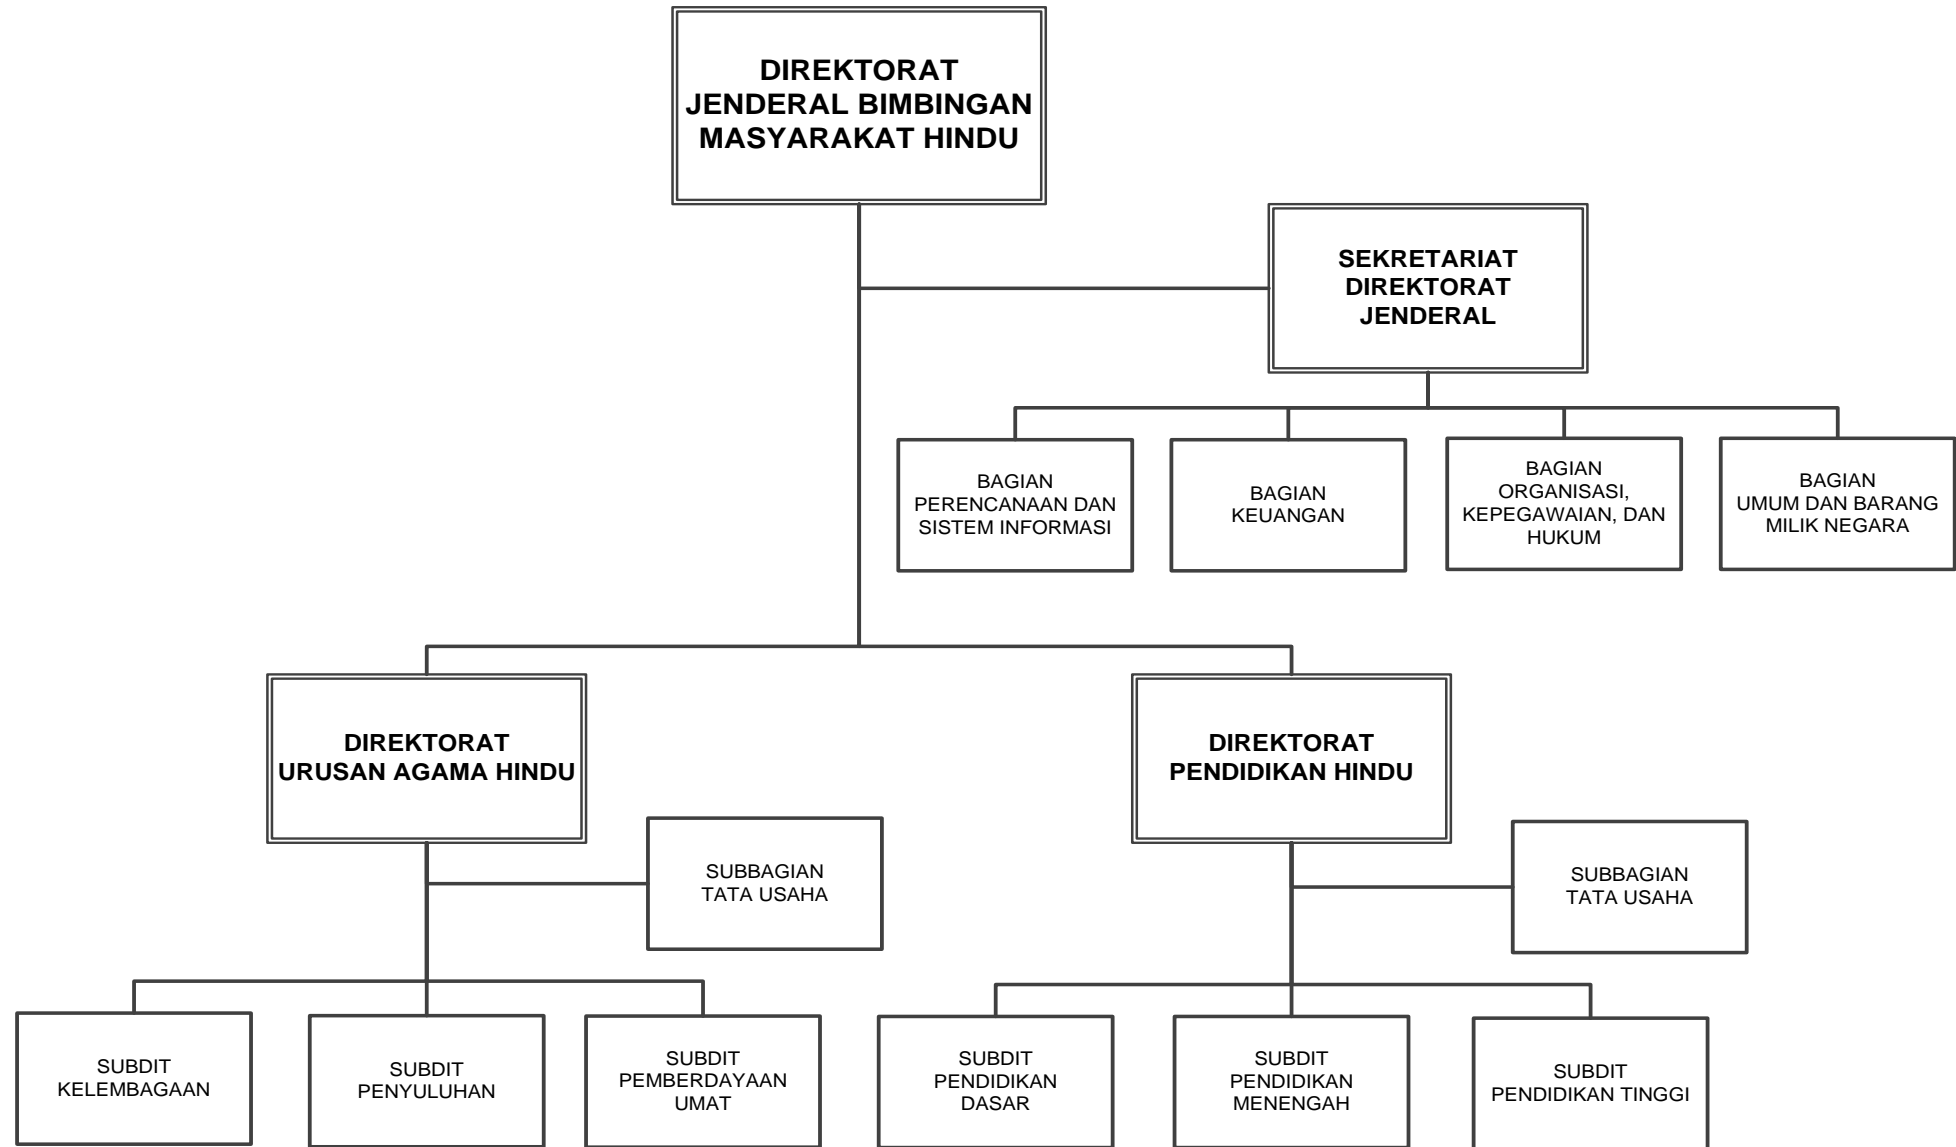 DIREKTORAT
JENDERAL BIMBINGAN
MASYARAKAT HINDU
SEKRETARIAT
DIREKTORAT
JENDERAL
BAGIAN
PERENCANAAN DAN
SISTEM INFORMASI
BAGIAN
KEUANGAN
BAGIAN
ORGANISASI,
KEPEGAWAIAN, DAN
HUKUM
BAGIAN
UMUM DAN BARANG
MILIK NEGARA
DIREKTORAT
URUSAN AGAMA HINDU
DIREKTORAT
PENDIDIKAN HINDU
SUBBAGIAN
TATA USAHA
SUBBAGIAN
TATA USAHA
SUBDIT
KELEMBAGAAN
SUBDIT
PENYULUHAN
SUBDIT
PEMBERDAYAAN
UMAT
SUBDIT
PENDIDIKAN
DASAR
SUBDIT
PENDIDIKAN
MENENGAH
SUBDIT
PENDIDIKAN TINGGI